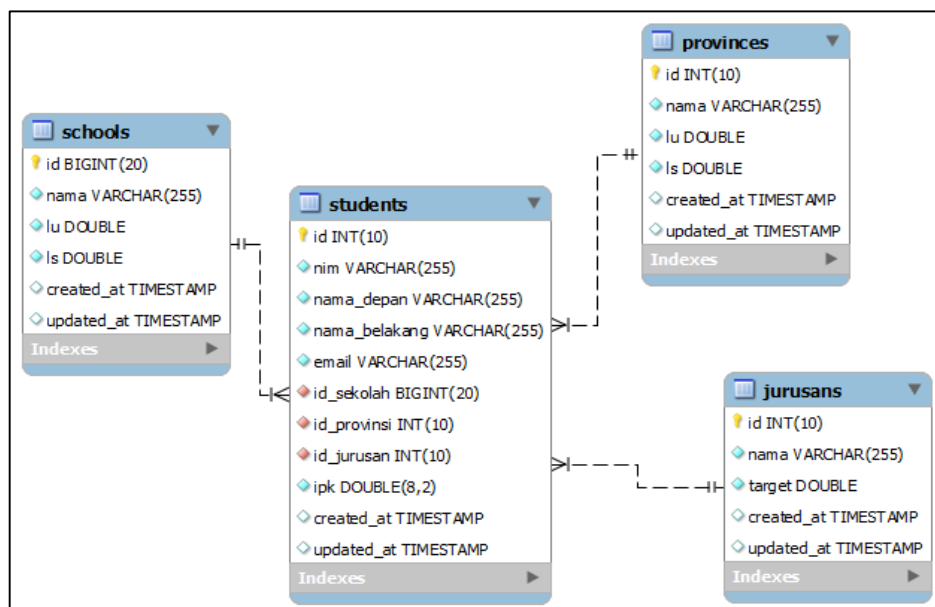 schools
id BIGINT(20)
nama VARCHAR(255)
lu DOUBLE
ls DOUBLE
created_at TIMESTAMP
updated_at TIMESTAMP
Indexes
students
id INT(10)
nim VARCHAR(255)
nama_depan VARCHAR(255)
nama_belakang VARCHAR(255)
email VARCHAR(255)
id_sekolah BIGINT(20)
id_provinsi INT(10)
id_jurusan INT(10)
ipk DOUBLE(8,2)
created_at TIMESTAMP
updated_at TIMESTAMP
Indexes
provinces
id INT(10)
nama VARCHAR(255)
lu DOUBLE
ls DOUBLE
created_at TIMESTAMP
updated_at TIMESTAMP
Indexes
jurusans
id INT(10)
nama VARCHAR(255)
target DOUBLE
created_at TIMESTAMP
updated_at TIMESTAMP
Indexes